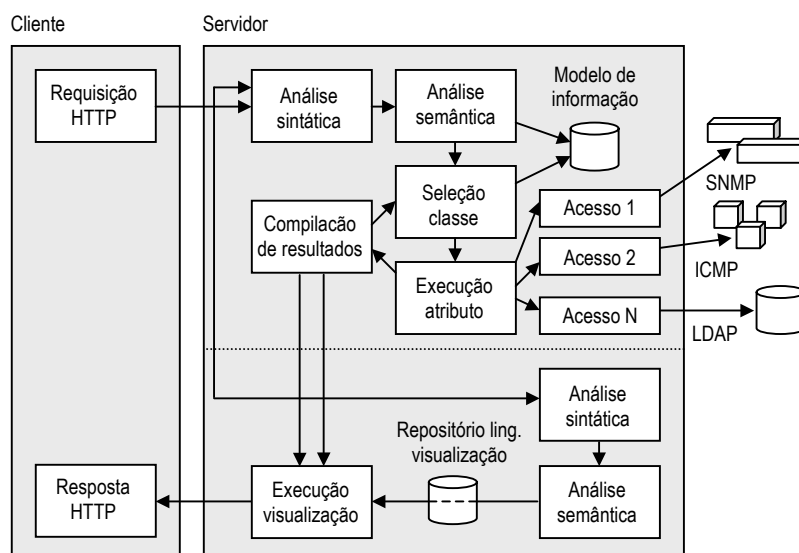 Cliente
Servidor
Requisição
HTTP
Análise
sintática
Análise
semântica
Modelo de
informação
SNMP
Compilacão
de resultados
Seleção
classe
Acesso 1
Acesso 2
ICMP
Execução
atributo
Acesso N
LDAP
Análise
sintática
Repositório ling.
visualização
Resposta
HTTP
Execução
visualização
Análise
semântica